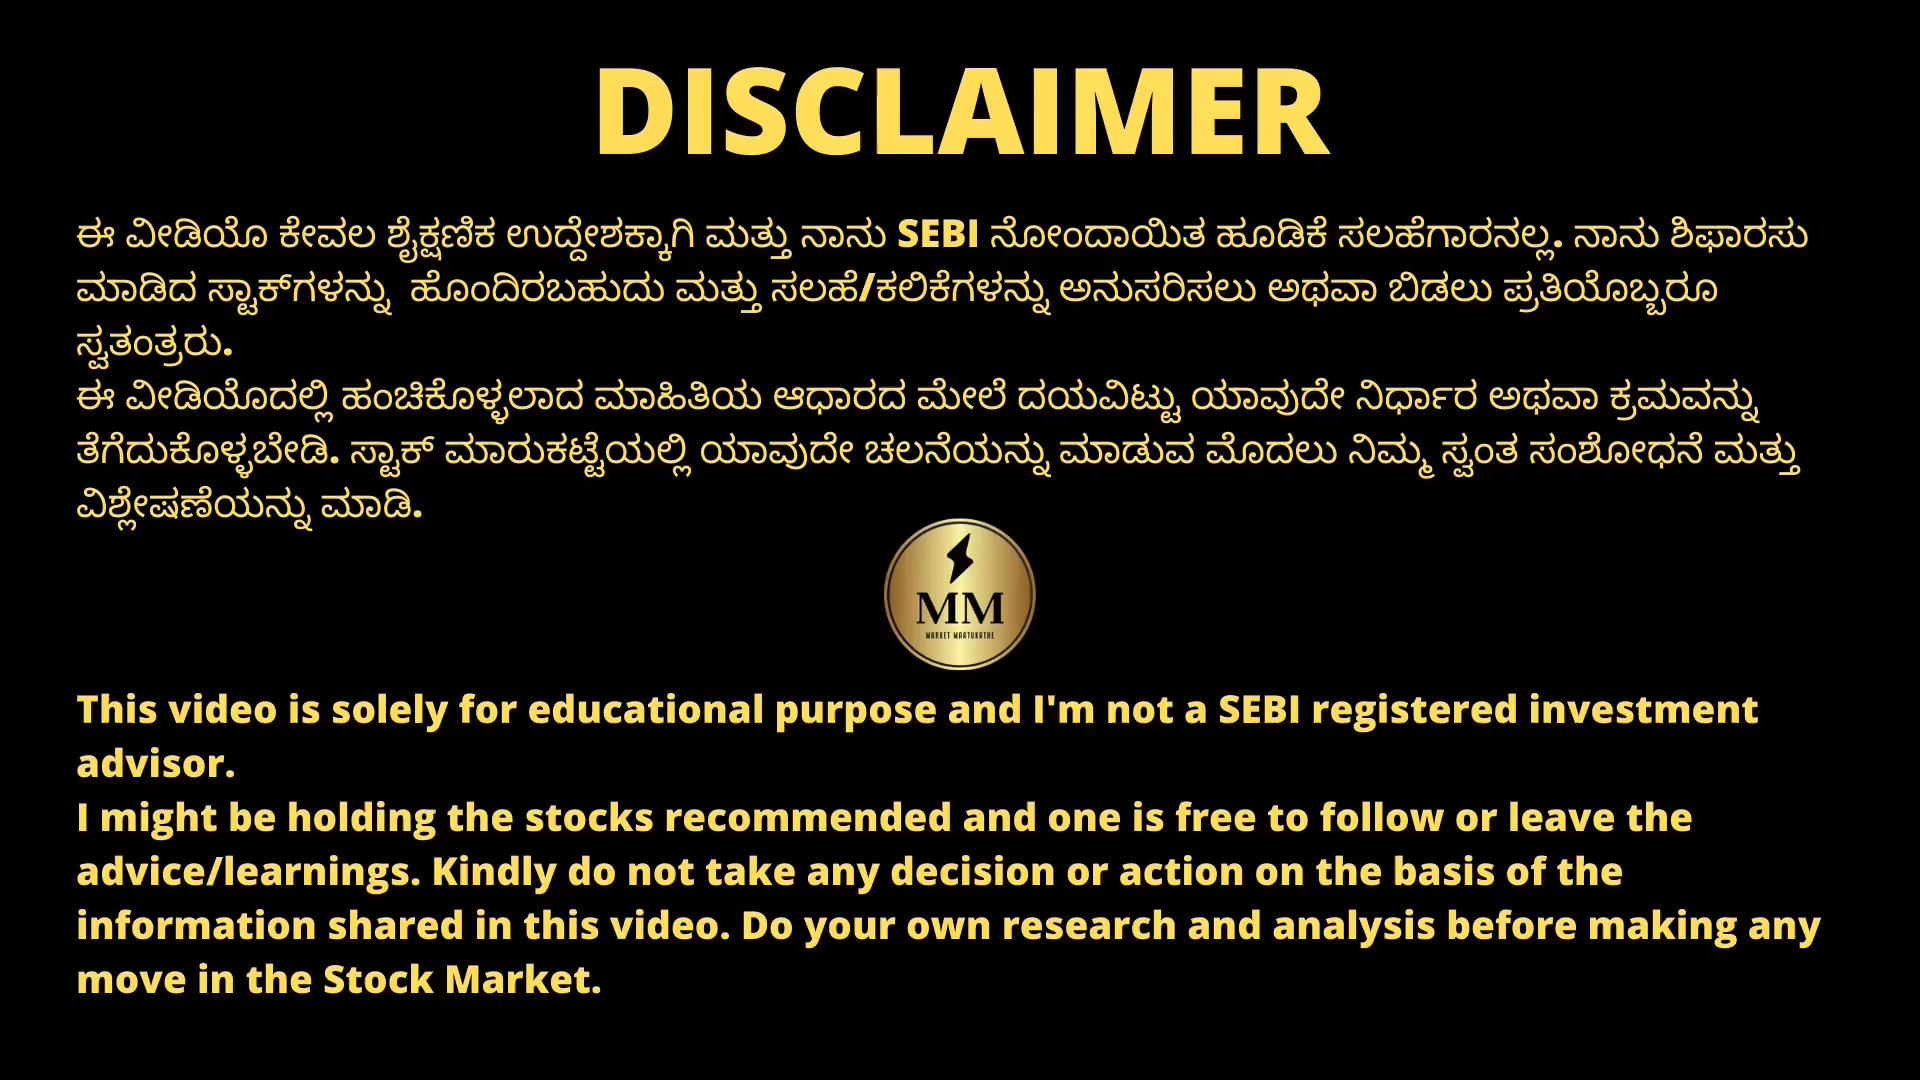 DISCLAIMER
ಈ ವೀಡಿಯೊ ಕೇವಲ ಶೈಕ್ಷಣಿಕ ಉದ್ದೇಶಕ್ಕಾಗಿ ಮತ್ತು ನಾನು SEBI ನೋಂದಾಯಿತ ಹೂಡಿಕೆ ಸಲಹೆಗಾರನಲ್ಲ. ನಾನು ಶಿಫಾರಸು
ಮಾಡಿದ ಸ್ಟಾಕ್‌ಗಳನ್ನು ಹೊಂದಿರಬಹುದು ಮತ್ತು ಸಲಹೆ/ಕಲಿಕೆಗಳನ್ನು ಅನುಸರಿಸಲು ಅಥವಾ ಬಿಡಲು ಪ್ರತಿಯೊಬ್ಬರೂ
ಸ್ವತಂತ್ರರು.
ಈ ವೀಡಿಯೊದಲ್ಲಿ ಹಂಚಿಕೊಳ್ಳಲಾದ ಮಾಹಿತಿಯ ಆಧಾರದ ಮೇಲೆ ದಯವಿಟ್ಟು ಯಾವುದೇ ನಿರ್ಧಾರ ಅಥವಾ ಕ್ರಮವನ್ನು
ತೆಗೆದುಕೊಳ್ಳಬೇಡಿ. ಸ್ಟಾಕ್ ಮಾರುಕಟ್ಟೆಯಲ್ಲಿ ಯಾವುದೇ ಚಲನೆಯನ್ನು ಮಾಡುವ ಮೊದಲು ನಿಮ್ಮ ಸ್ವಂತ ಸಂಶೋಧನೆ ಮತ್ತು
ವಿಶ್ಲೇಷಣೆಯನ್ನು ಮಾಡಿ.
MM
MARKET MAATUKATHE
This video is solely for educational purpose and I'm not a SEBI registered investment
advisor.
I might be holding the stocks recommended and one is free to follow or leave the
advice/learnings. Kindly do not take any decision or action on the basis of the
information shared in this video. Do your own research and analysis before making any
move in the Stock Market.